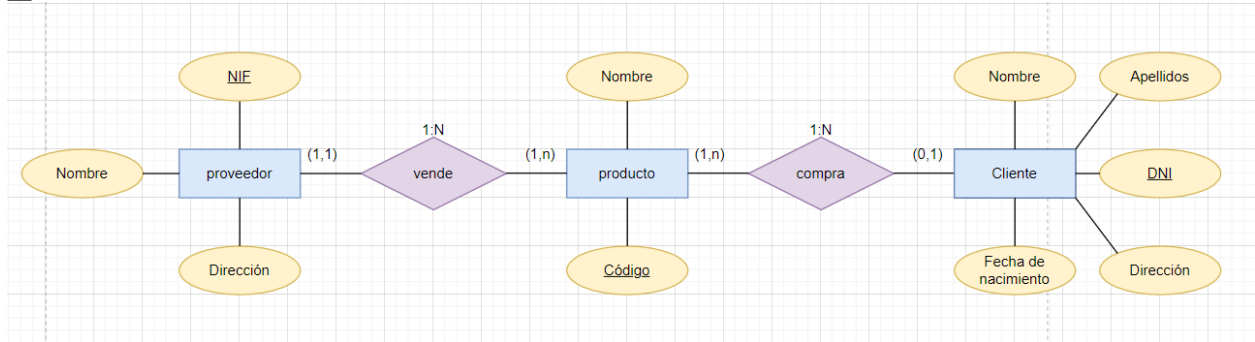 NIF
Nombre
Nombre
Apellidos
1:N
1:N
(1,1)
(1,n)
(1,n)
(0,1)
Nombre
proveedor
vende
producto
compra
Cliente
DNI
Dirección
Código
Fecha de
nacimiento
Dirección